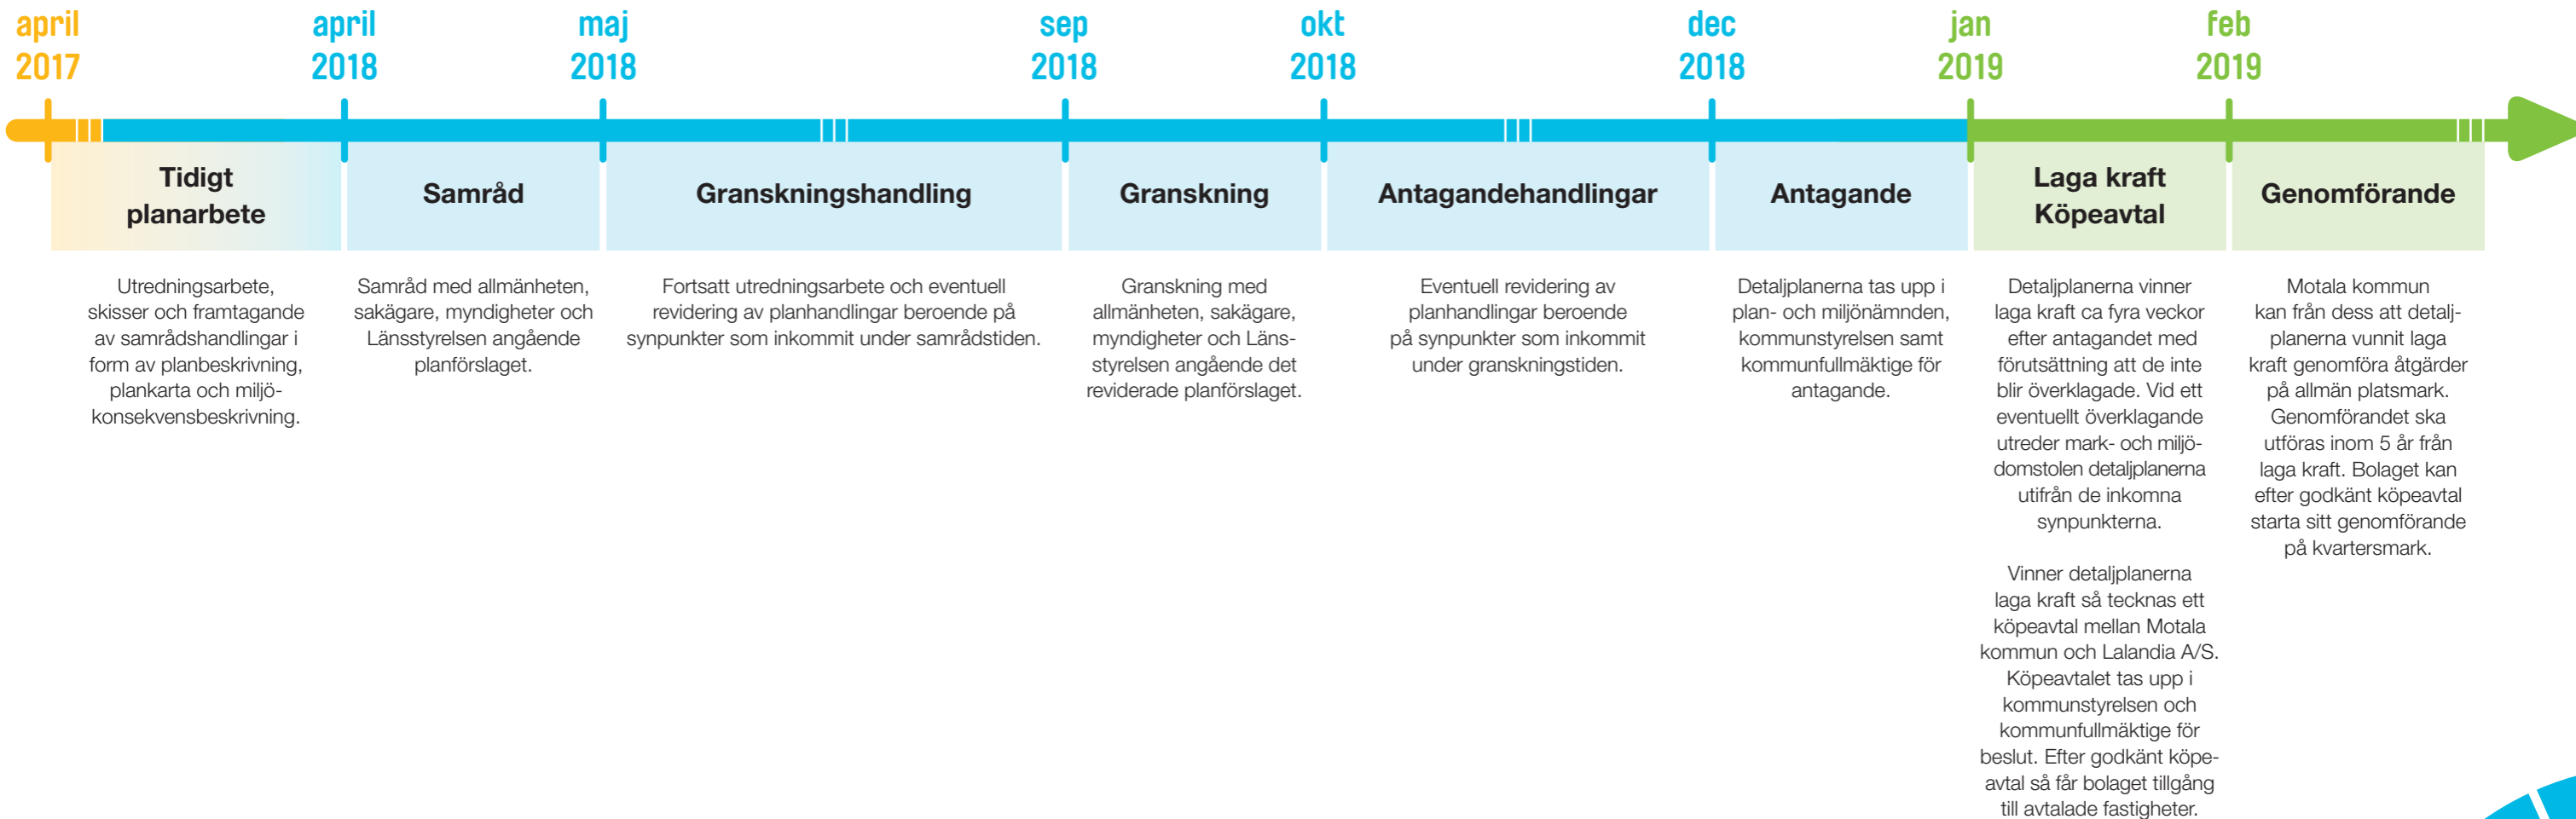 april
2017
april
2018
maj
2018
sep
2018
okt
2018
dec
2018
jan
2019
feb
2019
Tidigt
planarbete
Samråd
Granskningshandling
Granskning
Antagandehandlingar
Antagande
Laga kraft
Köpeavtal
Genomförande
Utredningsarbete,
skisser och framtagande
av samrådshandlingar i
form av planbeskrivning,
plankarta och miljö-
konsekvensbeskrivning.
Samråd med allmänheten,
sakägare, myndigheter och
Länsstyrelsen angående
planförslaget.
Fortsatt utredningsarbete och eventuell
revidering av planhandlingar beroende på
synpunkter som inkommit under samrådstiden.
Granskning med
allmänheten, sakägare,
myndigheter och Läns-
styrelsen angående det
reviderade planförslaget.
Eventuell revidering av
planhandlingar beroende
på synpunkter som inkommit
under granskningstiden.
Detaljplanerna tas upp i
plan- och miljönämnden,
kommunstyrelsen samt
kommunfullmäktige för
antagande.
Detaljplanerna vinner
laga kraft ca fyra veckor
efter antagandet med
förutsättning att de inte
blir överklagade. Vid ett
eventuellt överklagande
utreder mark- och miljö-
domstolen detaljplanerna
utifrån de inkomna
synpunkterna.
Vinner detaljplanerna
laga kraft så tecknas ett
köpeavtal mellan Motala
kommun och Lalandia A/S.
Köpeavtalet tas upp i
kommunstyrelsen och
kommunfullmäktige för
beslut. Efter godkänt köpe-
avtal så får bolaget tillgång
till avtalade fastigheter.
Motala kommun
kan från dess att detalj-
planerna vunnit laga
kraft genomföra åtgärder
på allmän platsmark.
Genomförandet ska
utföras inom 5 år från
laga kraft. Bolaget kan
efter godkänt köpeavtal
starta sitt genomförande
på kvartersmark.